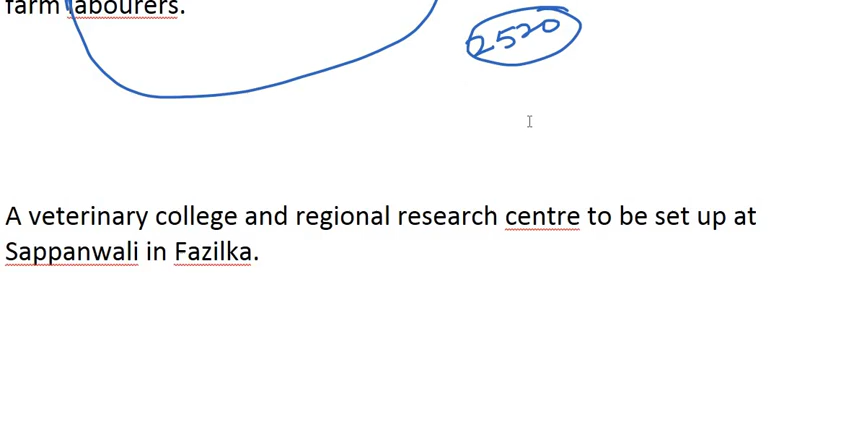 farm labourers.
2520
A veterinary college and regional research centre to be set up at
Sappanwali in Fazilka.